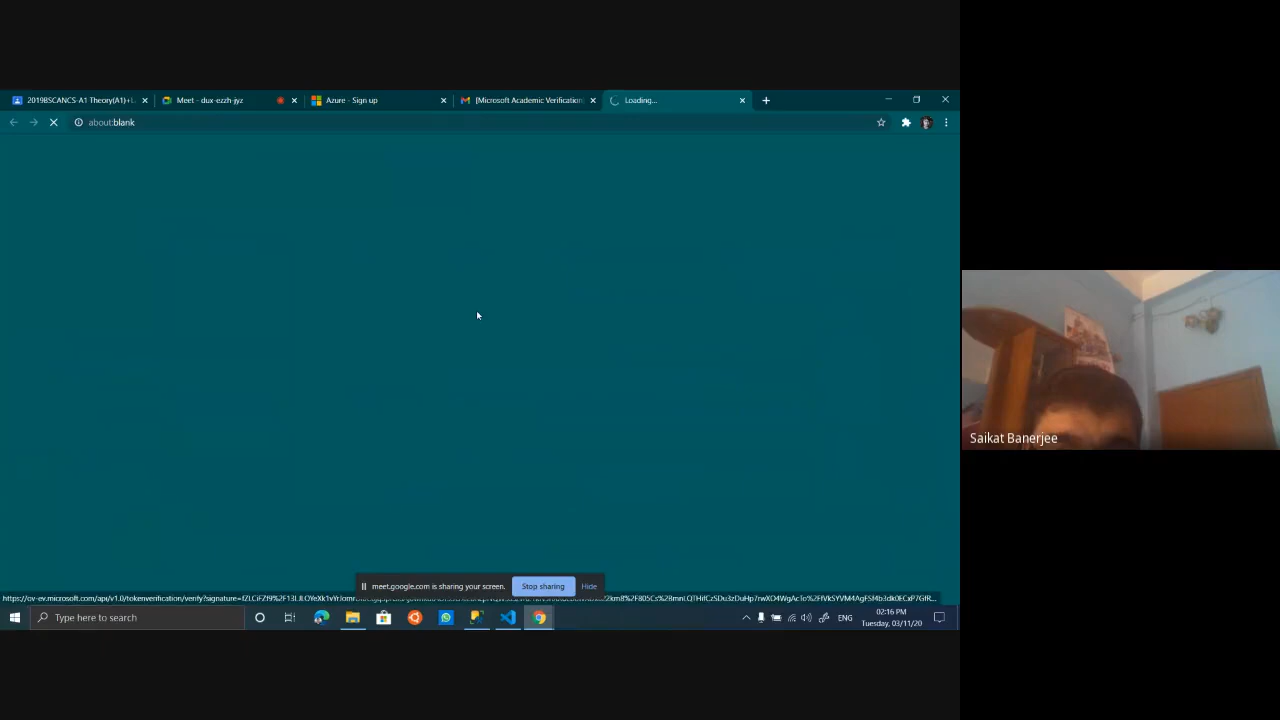 2019BSCANCS-A1 Theory(A1)+L
Meet - dux-ezzh-jyz
Azure - Sign up
[Microsoft Academic Verification]
Loading...
about:blank
Saikat Banerjee
meet.google.com is sharing your screen.
Stop sharing
Hide
Type here to search
ENG
02:16 PM
Tuesday, 03/11/20